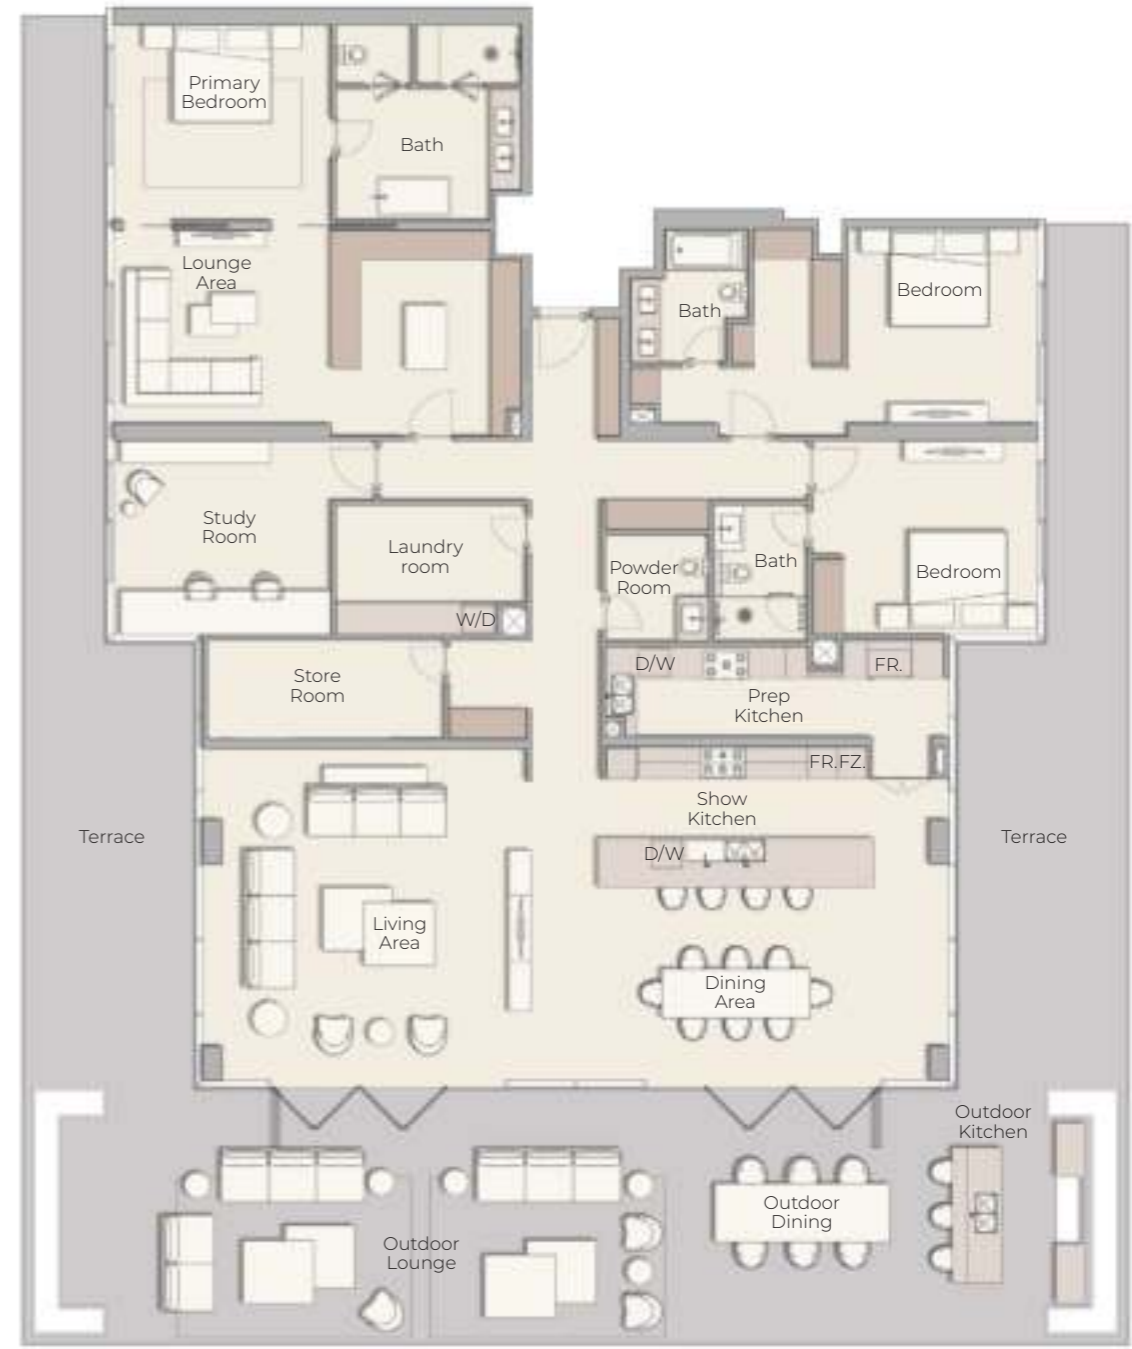 Primary
Bedroom
Bath
Lounge
Area
Bath
Bedroom
Study
Room
Laundry
room
W/D
Powder
Room
Bath
Bedroom
Store
Room
D/W
FR.
Prep
Kitchen
FR.FZ.
Show
Kitchen
D/W
Terrace
Terrace
Living
Area
Dining
Area
Outdoor
Kitchen
Outdoor
Dining
Outdoor
Lounge